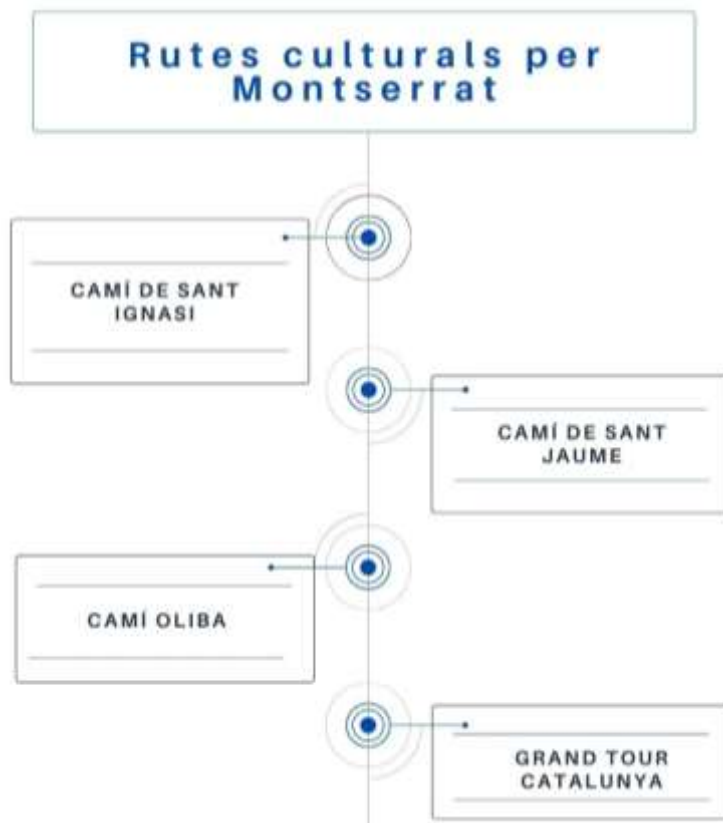 Rutes culturals per
Montserrat
CAMÍ DE SANT
IGNASI
CAMÍ DE SANT
JAUME
CAMÍ OLIBA
GRAND TOUR
CATALUNYA